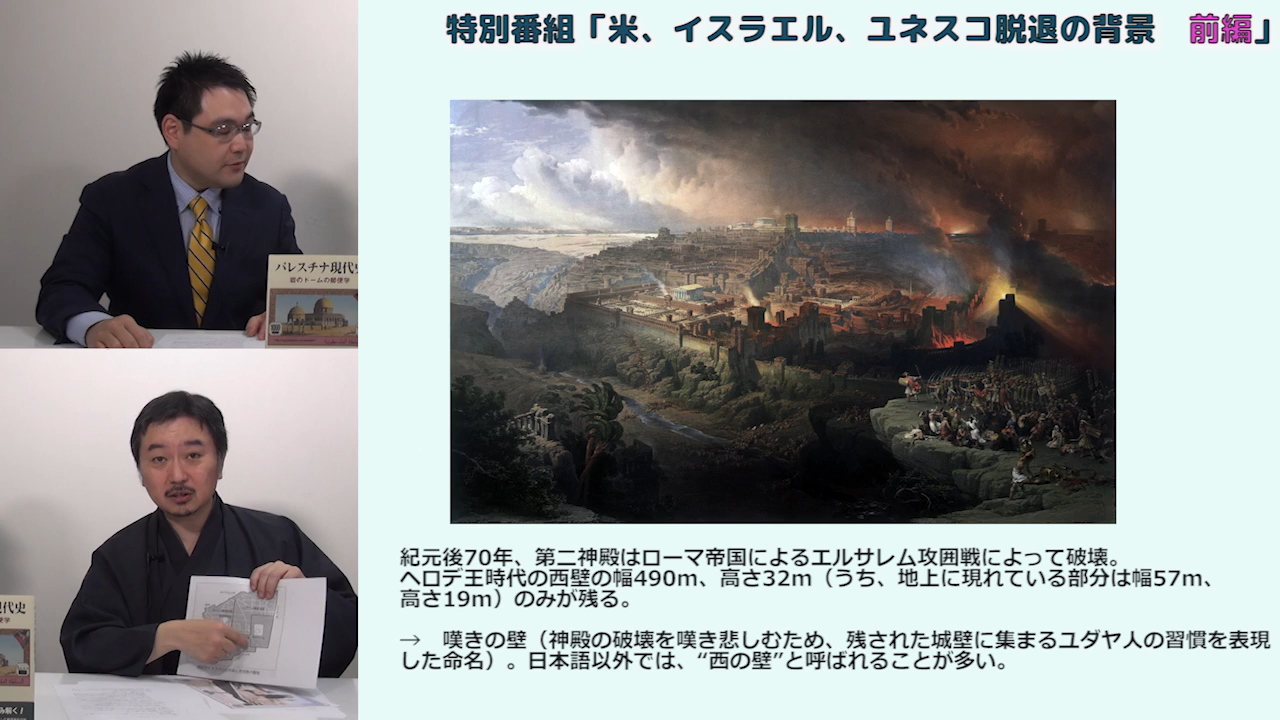 特別番組「米、イスラエル、ユネスコ脱退の背景　前編」
パレスチナ現代史
岩のドームの郵便学
紀元後70年、第二神殿はローマ帝国によるエルサレム攻囲戦によって破壊。
ヘロデ王時代の西壁の幅490m、高さ32m（うち、地上に現れている部分は幅57m、
高さ19m）のみが残る。
→　嘆きの壁（神殿の破壊を嘆き悲しむため、残された城壁に集まるユダヤ人の習慣を表現
した命名）。日本語以外では、“西の壁”と呼ばれることが多い。
現代史
便学
み解く！